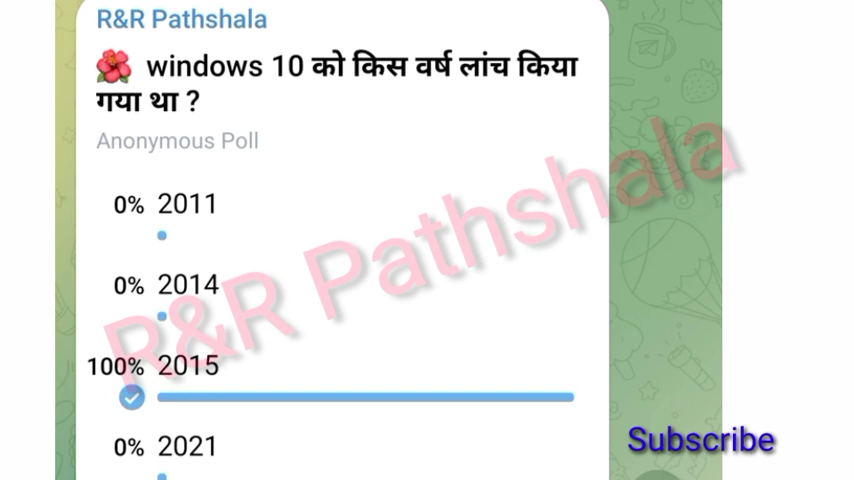 R&R Pathshala
🌺 windows 10 को किस वर्ष लांच किया
गया था ?
Anonymous Poll
0% 2011
0% 2014
100% 2015
0% 2021
R&R Pathshala
Subscribe